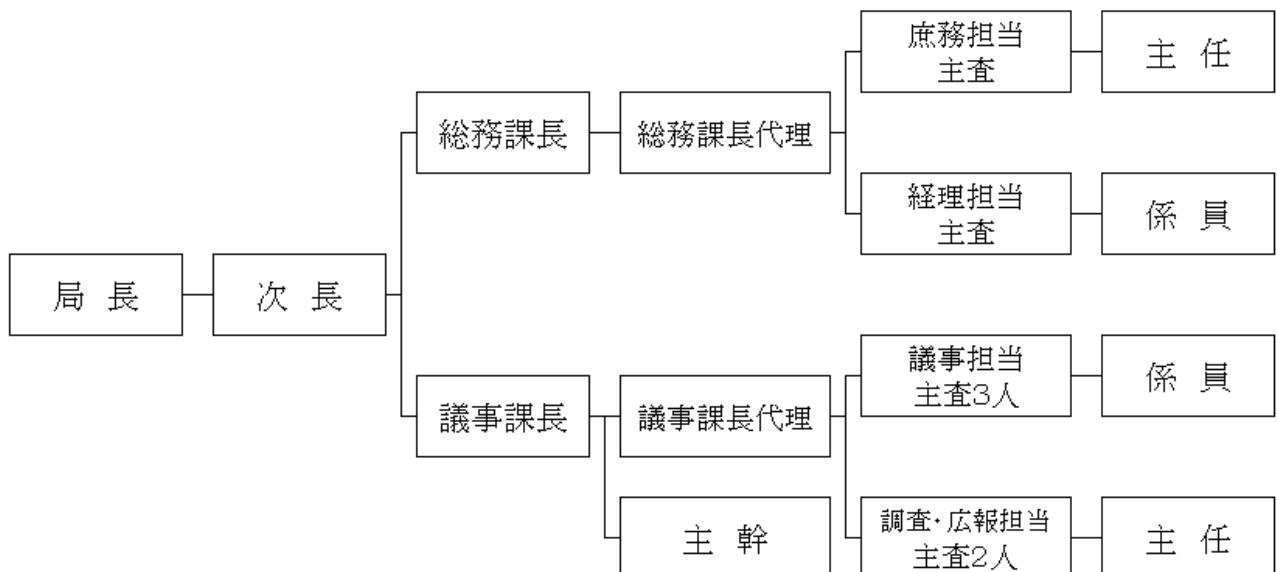 庶務担当
主査
主 任
総務課長
総務課長代理
経理担当
主査
係 員
局 長
次 長
議事担当
主査3人
係 員
議事課長
議事課長代理
主 幹
調査・広報担当
主査2人
主 任